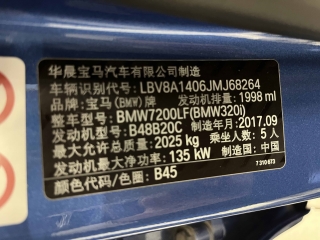 华晨宝马汽车有限公司制造
车辆识别代号: LBV8A1406JMJ68264
品牌: 宝马(BMW)牌 发动机排量: 1998 ml
整车型号: BMW7200LF(BMW320i)
发动机型号: B48B20C 制造年月: 2017.09
最大允许总质量: 2025 kg 乘坐人数: 5人
发动机最大净功率: 135 kW 制造国: 中国
颜色代码/色圈: B45
7 310 673